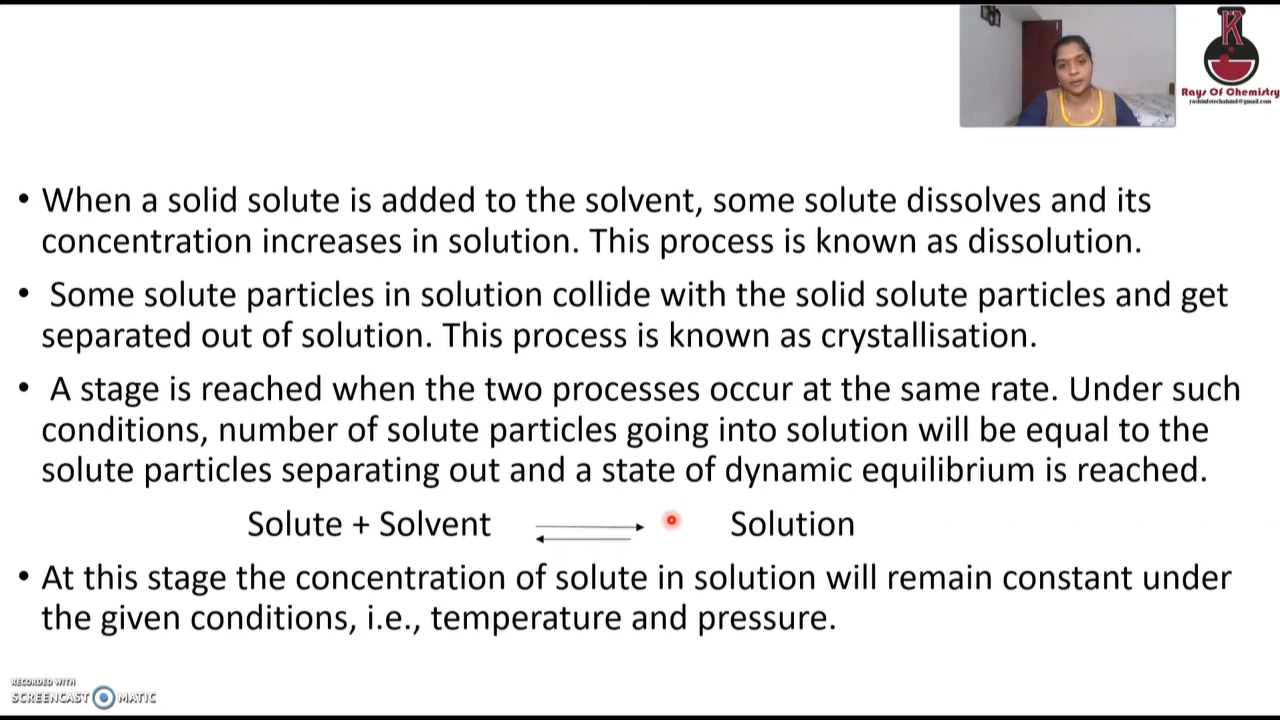 K
Rays Of Chemistry
yashinfotechahmd@gmail.com
• When a solid solute is added to the solvent, some solute dissolves and its
concentration increases in solution. This process is known as dissolution.
• Some solute particles in solution collide with the solid solute particles and get
separated out of solution. This process is known as crystallisation.
• A stage is reached when the two processes occur at the same rate. Under such
conditions, number of solute particles going into solution will be equal to the
solute particles separating out and a state of dynamic equilibrium is reached.
Solute + Solvent ⇌ Solution
• At this stage the concentration of solute in solution will remain constant under
the given conditions, i.e., temperature and pressure.
RECORDED WITH
SCREENCAST MATIC